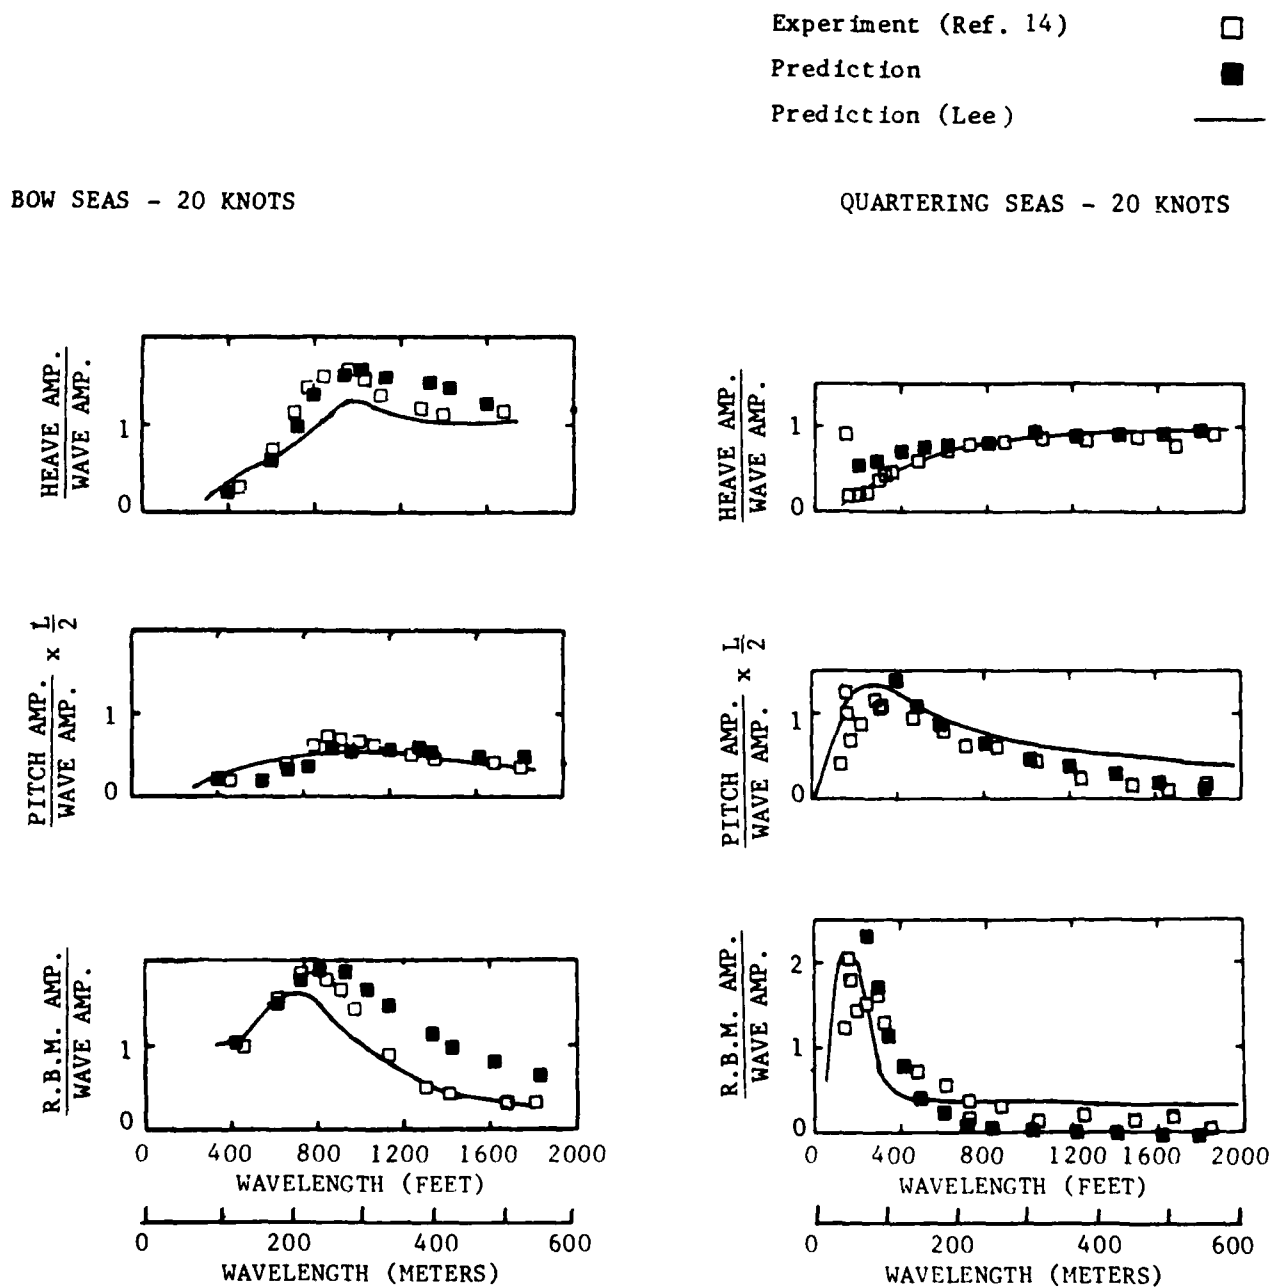 Experiment (Ref. 14)
Prediction
Prediction (Lee)
BOW SEAS - 20 KNOTS
QUARTERING SEAS - 20 KNOTS
HEAVE AMP.
WAVE AMP.
1
0
HEAVE AMP.
WAVE AMP.
1
0
PITCH AMP. x L/2
WAVE AMP.
1
0
PITCH AMP. x L/2
WAVE AMP.
1
0
R.B.M. AMP.
WAVE AMP.
1
0
R.B.M. AMP.
WAVE AMP.
2
1
0
0 400 800 1200 1600 2000
WAVELENGTH (FEET)
0 400 800 1200 1600 2000
WAVELENGTH (FEET)
0 200 400 600
WAVELENGTH (METERS)
0 200 400 600
WAVELENGTH (METERS)